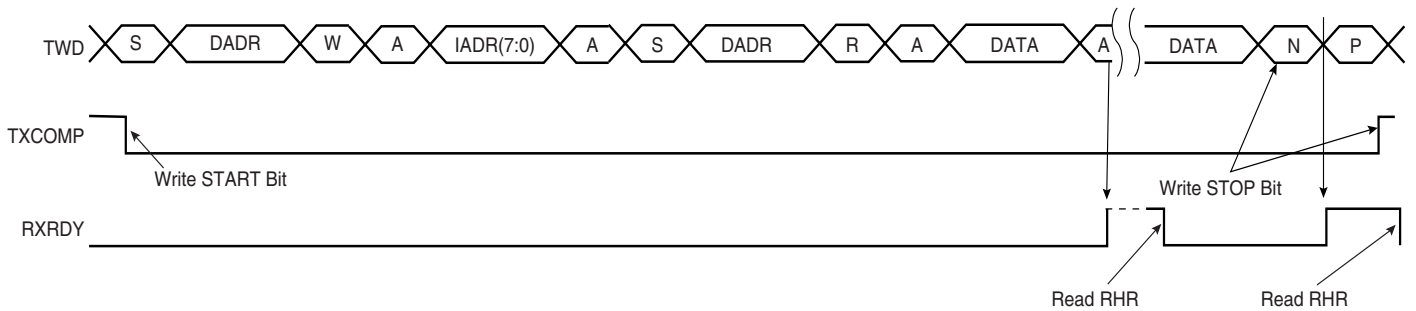 TWD S DADR W A IADR(7:0) A S DADR R A DATA A DATA N P
TXCOMP
Write START Bit
Write STOP Bit
RXRDY
Read RHR Read RHR